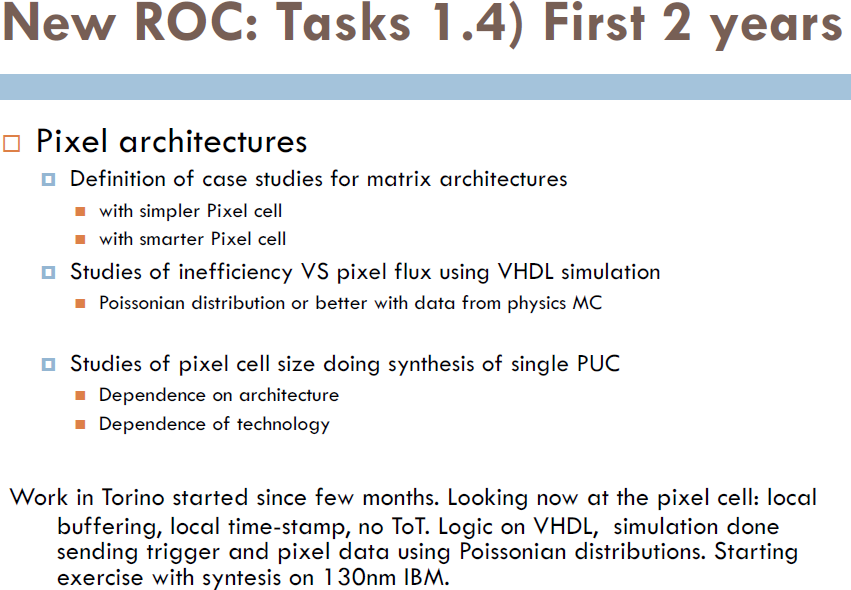 New ROC: Tasks 1.4) First 2 years
Pixel architectures
Definition of case studies for matrix architectures
with simpler Pixel cell
with smarter Pixel cell
Studies of inefficiency VS pixel flux using VHDL simulation
Poissonian distribution or better with data from physics MC
Studies of pixel cell size doing synthesis of single PUC
Dependence on architecture
Dependence of technology
Work in Torino started since few months. Looking now at the pixel cell: local
buffering, local time-stamp, no ToT. Logic on VHDL, simulation done
sending trigger and pixel data using Poissonian distributions. Starting
exercise with syntesis on 130nm IBM.